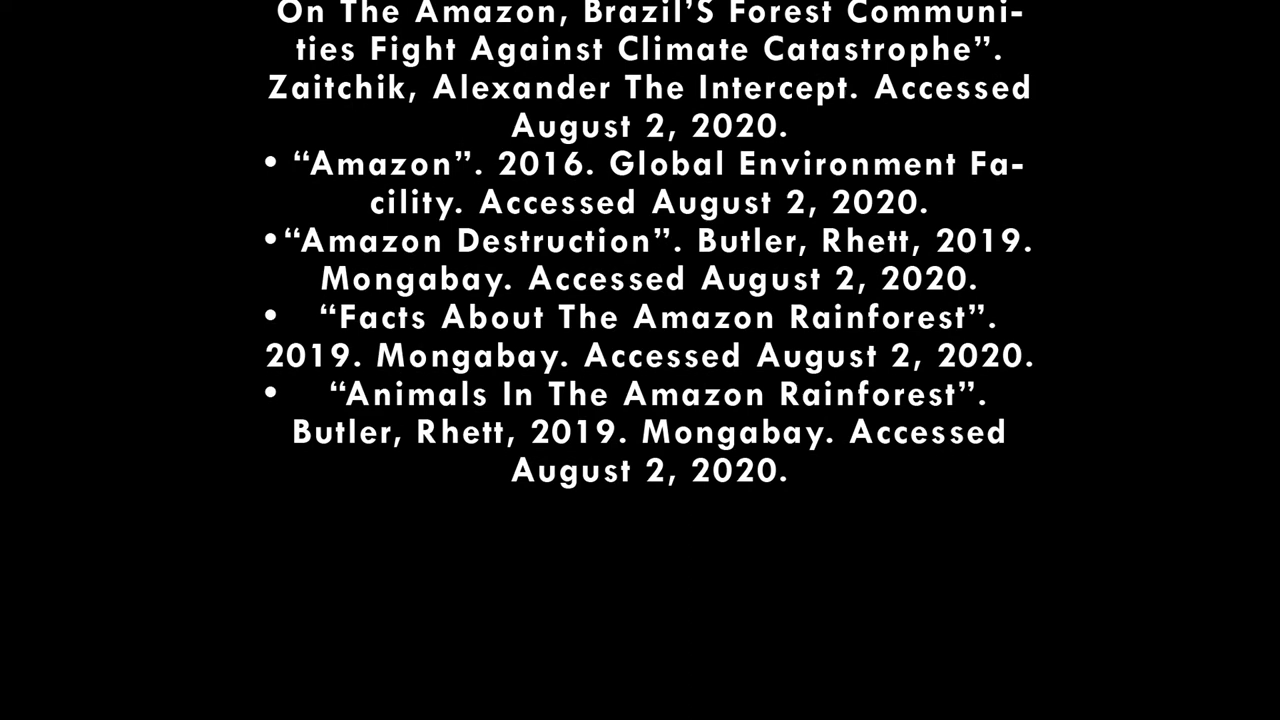 On The Amazon, Brazil’S Forest Communi-
ties Fight Against Climate Catastrophe”.
Zaitchik, Alexander The Intercept. Accessed
August 2, 2020.
• “Amazon”. 2016. Global Environment Fa-
cility. Accessed August 2, 2020.
•“Amazon Destruction”. Butler, Rhett, 2019.
Mongabay. Accessed August 2, 2020.
• “Facts About The Amazon Rainforest”.
2019. Mongabay. Accessed August 2, 2020.
• “Animals In The Amazon Rainforest”.
Butler, Rhett, 2019. Mongabay. Accessed
August 2, 2020.